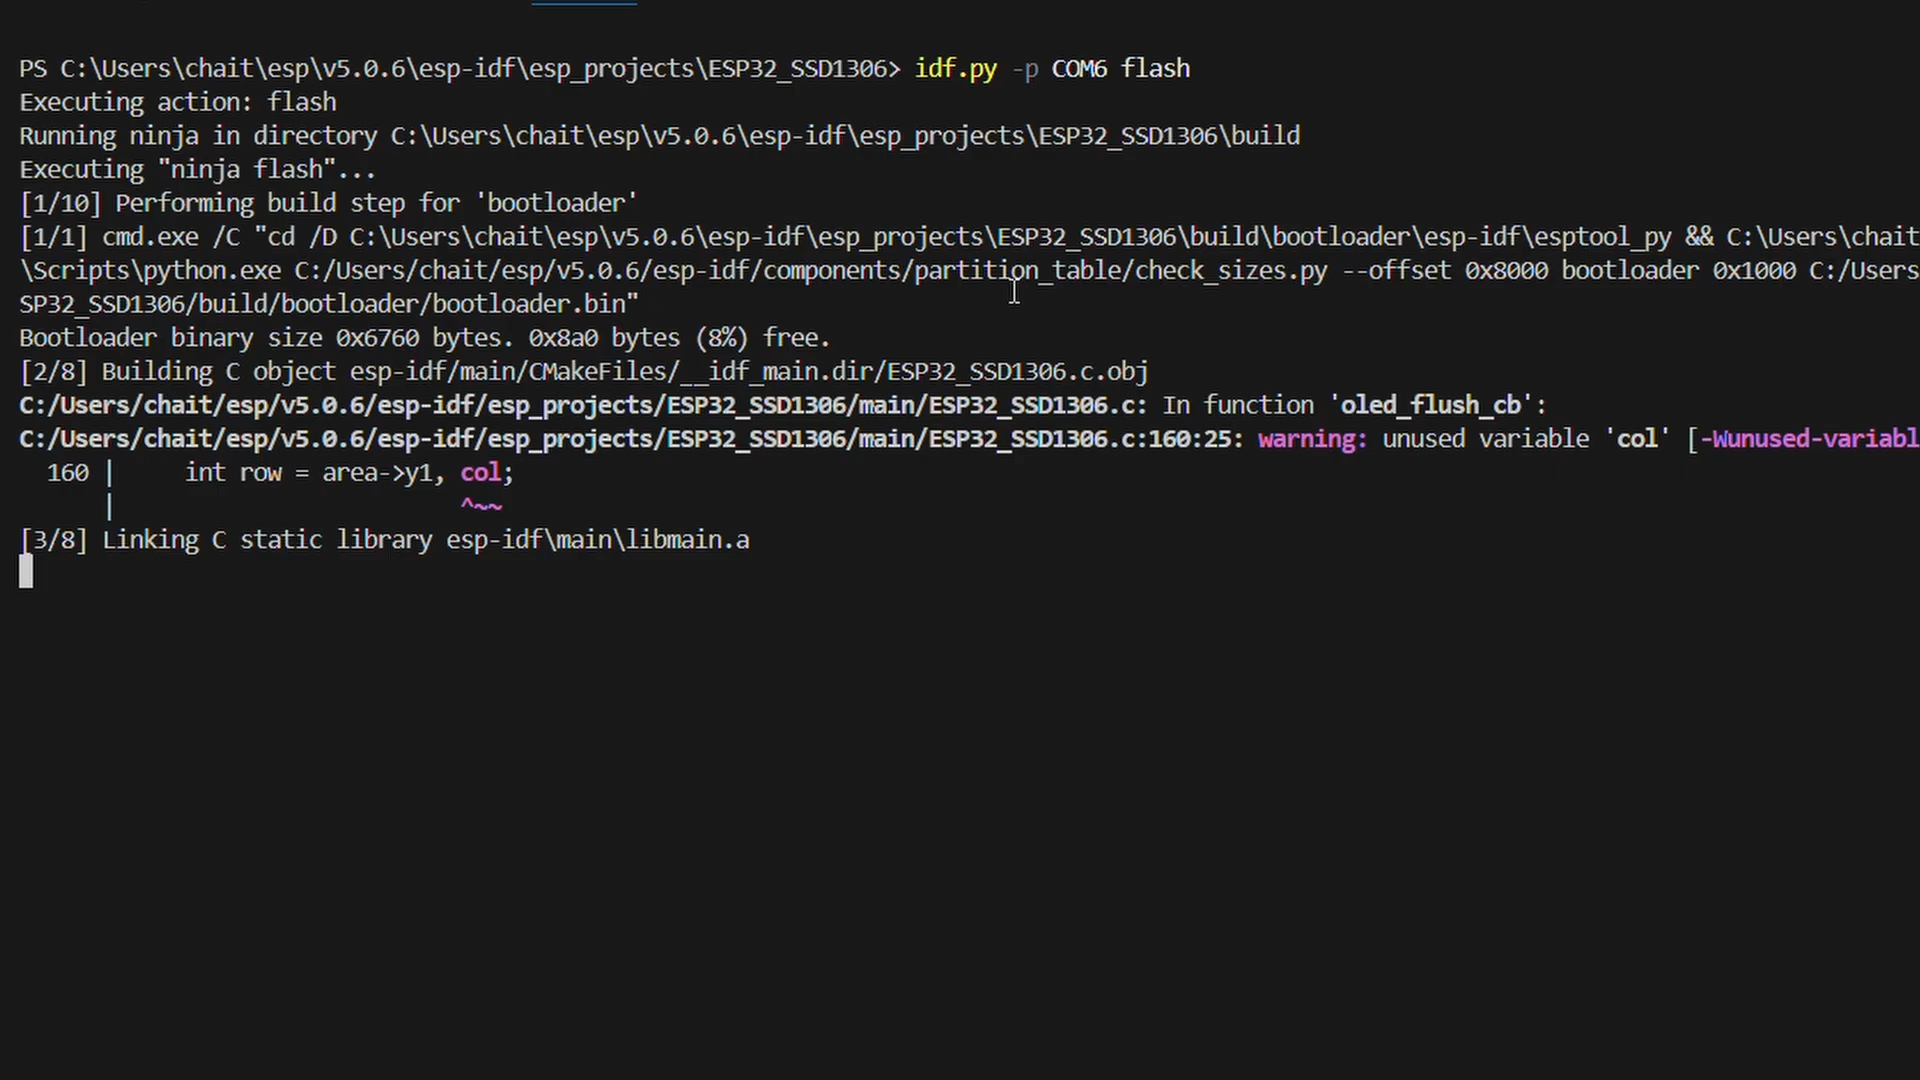 PS C:\Users\chait\esp\v5.0.6\esp-idf\esp_projects\ESP32_SSD1306> idf.py -p COM6 flash
Executing action: flash
Running ninja in directory C:\Users\chait\esp\v5.0.6\esp-idf\esp_projects\ESP32_SSD1306\build
Executing "ninja flash"...
[1/10] Performing build step for 'bootloader'
[1/1] cmd.exe /C "cd /D C:\Users\chait\esp\v5.0.6\esp-idf\esp_projects\ESP32_SSD1306\build\bootloader\esp-idf\esptool_py && C:\Users\chait
\Scripts\python.exe C:/Users/chait/esp/v5.0.6/esp-idf/components/partition_table/check_sizes.py --offset 0x8000 bootloader 0x1000 C:/Users
SP32_SSD1306/build/bootloader/bootloader.bin"
Bootloader binary size 0x6760 bytes. 0x8a0 bytes (8%) free.
[2/8] Building C object esp-idf/main/CMakeFiles/__idf_main.dir/ESP32_SSD1306.c.obj
C:/Users/chait/esp/v5.0.6/esp-idf/esp_projects/ESP32_SSD1306/main/ESP32_SSD1306.c: In function 'oled_flush_cb':
C:/Users/chait/esp/v5.0.6/esp-idf/esp_projects/ESP32_SSD1306/main/ESP32_SSD1306.c:160:25: warning: unused variable 'col' [-Wunused-variabl
160 | int row = area->y1, col;
| ^~~
[3/8] Linking C static library esp-idf\main\libmain.a